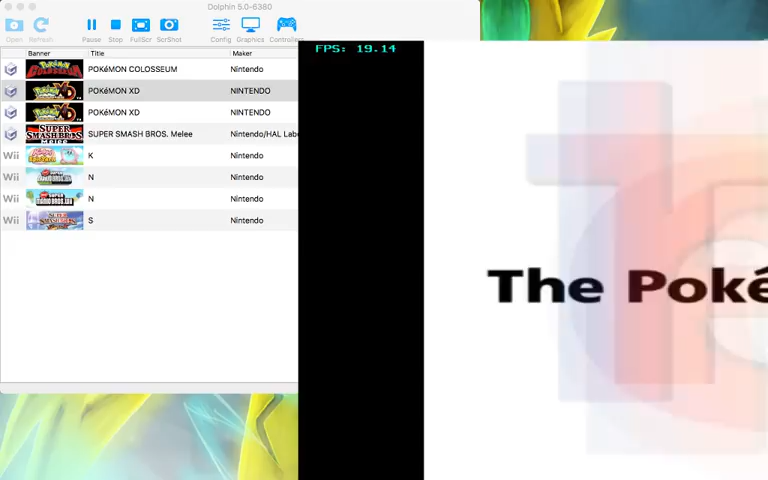 Dolphin 5.0-6380
Open Refresh Pause Stop FullScr ScrShot Config Graphics Controllers
Banner Title Maker
POKéMON COLOSSEUM Nintendo
POKéMON XD NINTENDO
POKéMON XD NINTENDO
SUPER SMASH BROS. Melee Nintendo/HAL Labo
Wii K Nintendo
Wii N Nintendo
Wii N Nintendo
Wii S Nintendo
FPS: 19.14
The Poké